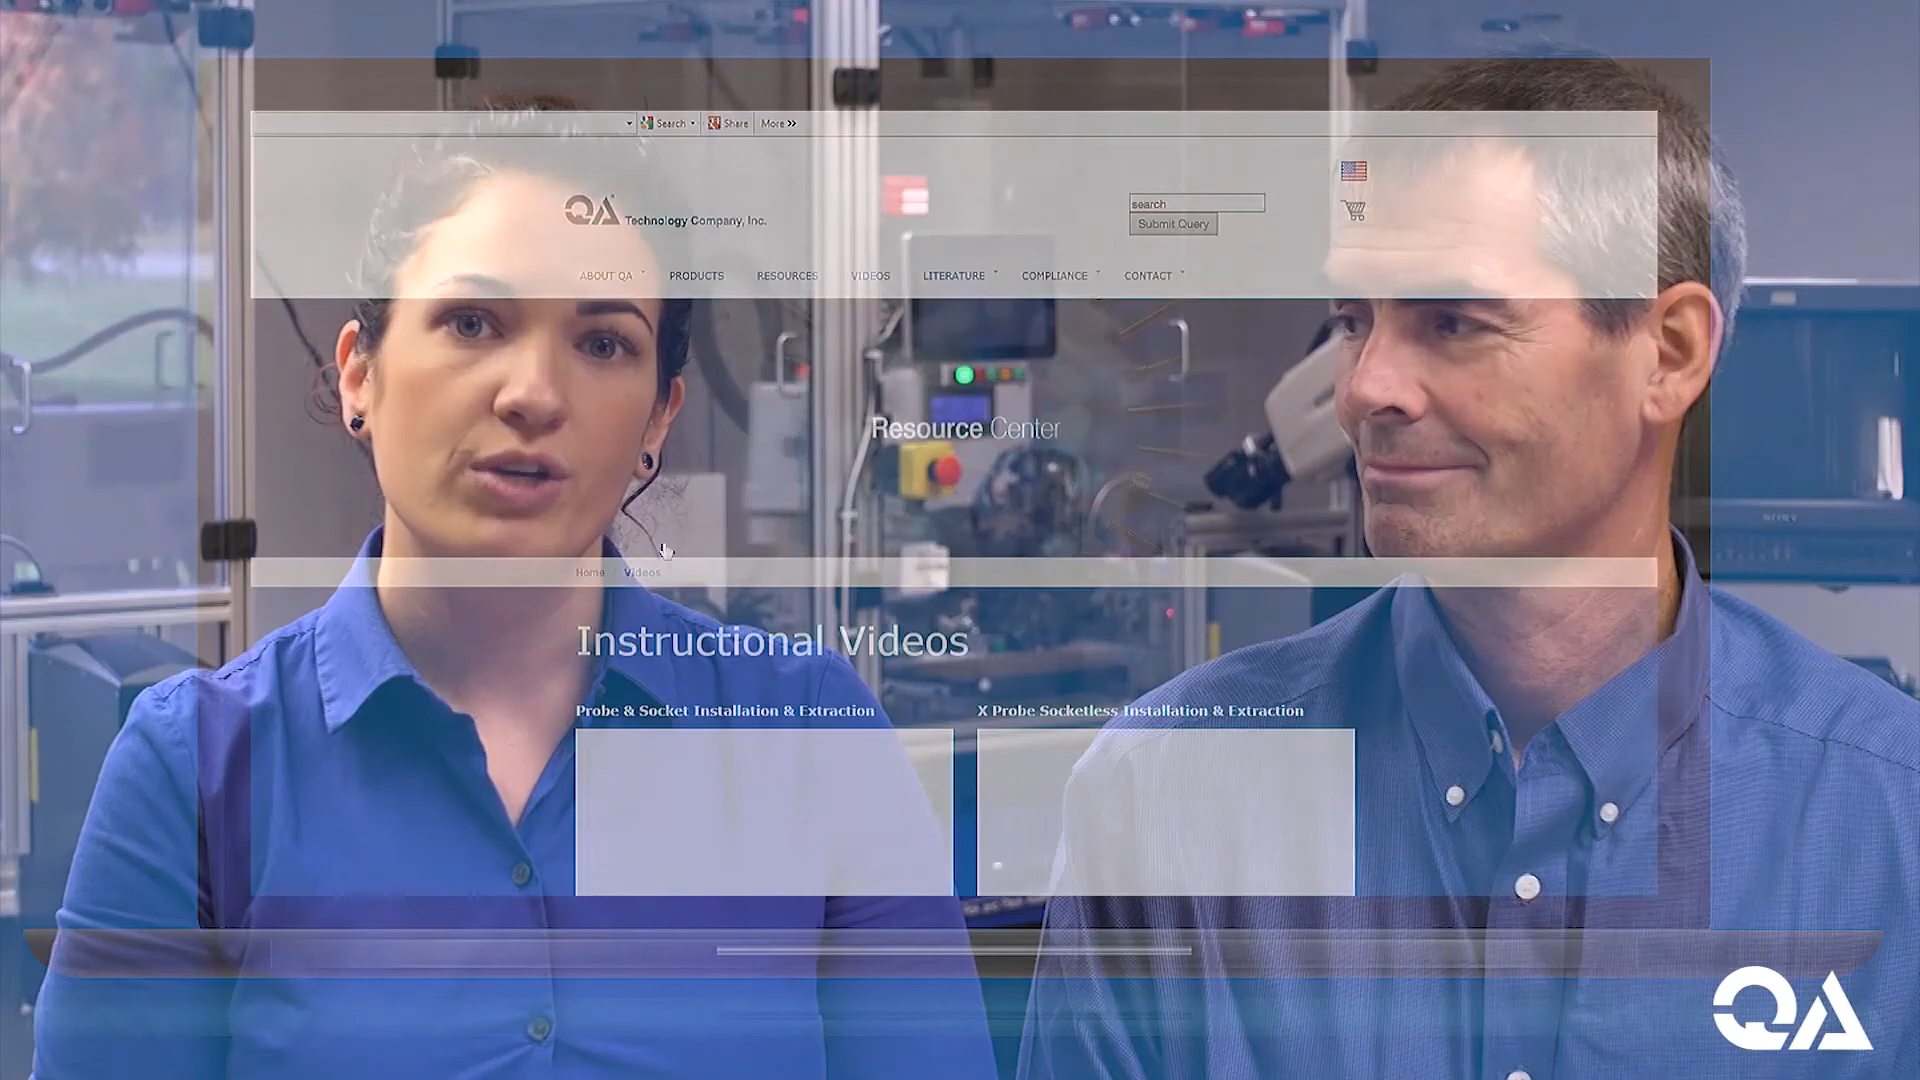 Search
Share
More »
QA Technology Company, Inc.
search
Submit Query
ABOUT QA
PRODUCTS
RESOURCES
VIDEOS
LITERATURE
COMPLIANCE
CONTACT
Resource Center
SONY
Home
Videos
Instructional Videos
Probe & Socket Installation & Extraction
X Probe Socketless Installation & Extraction
QA